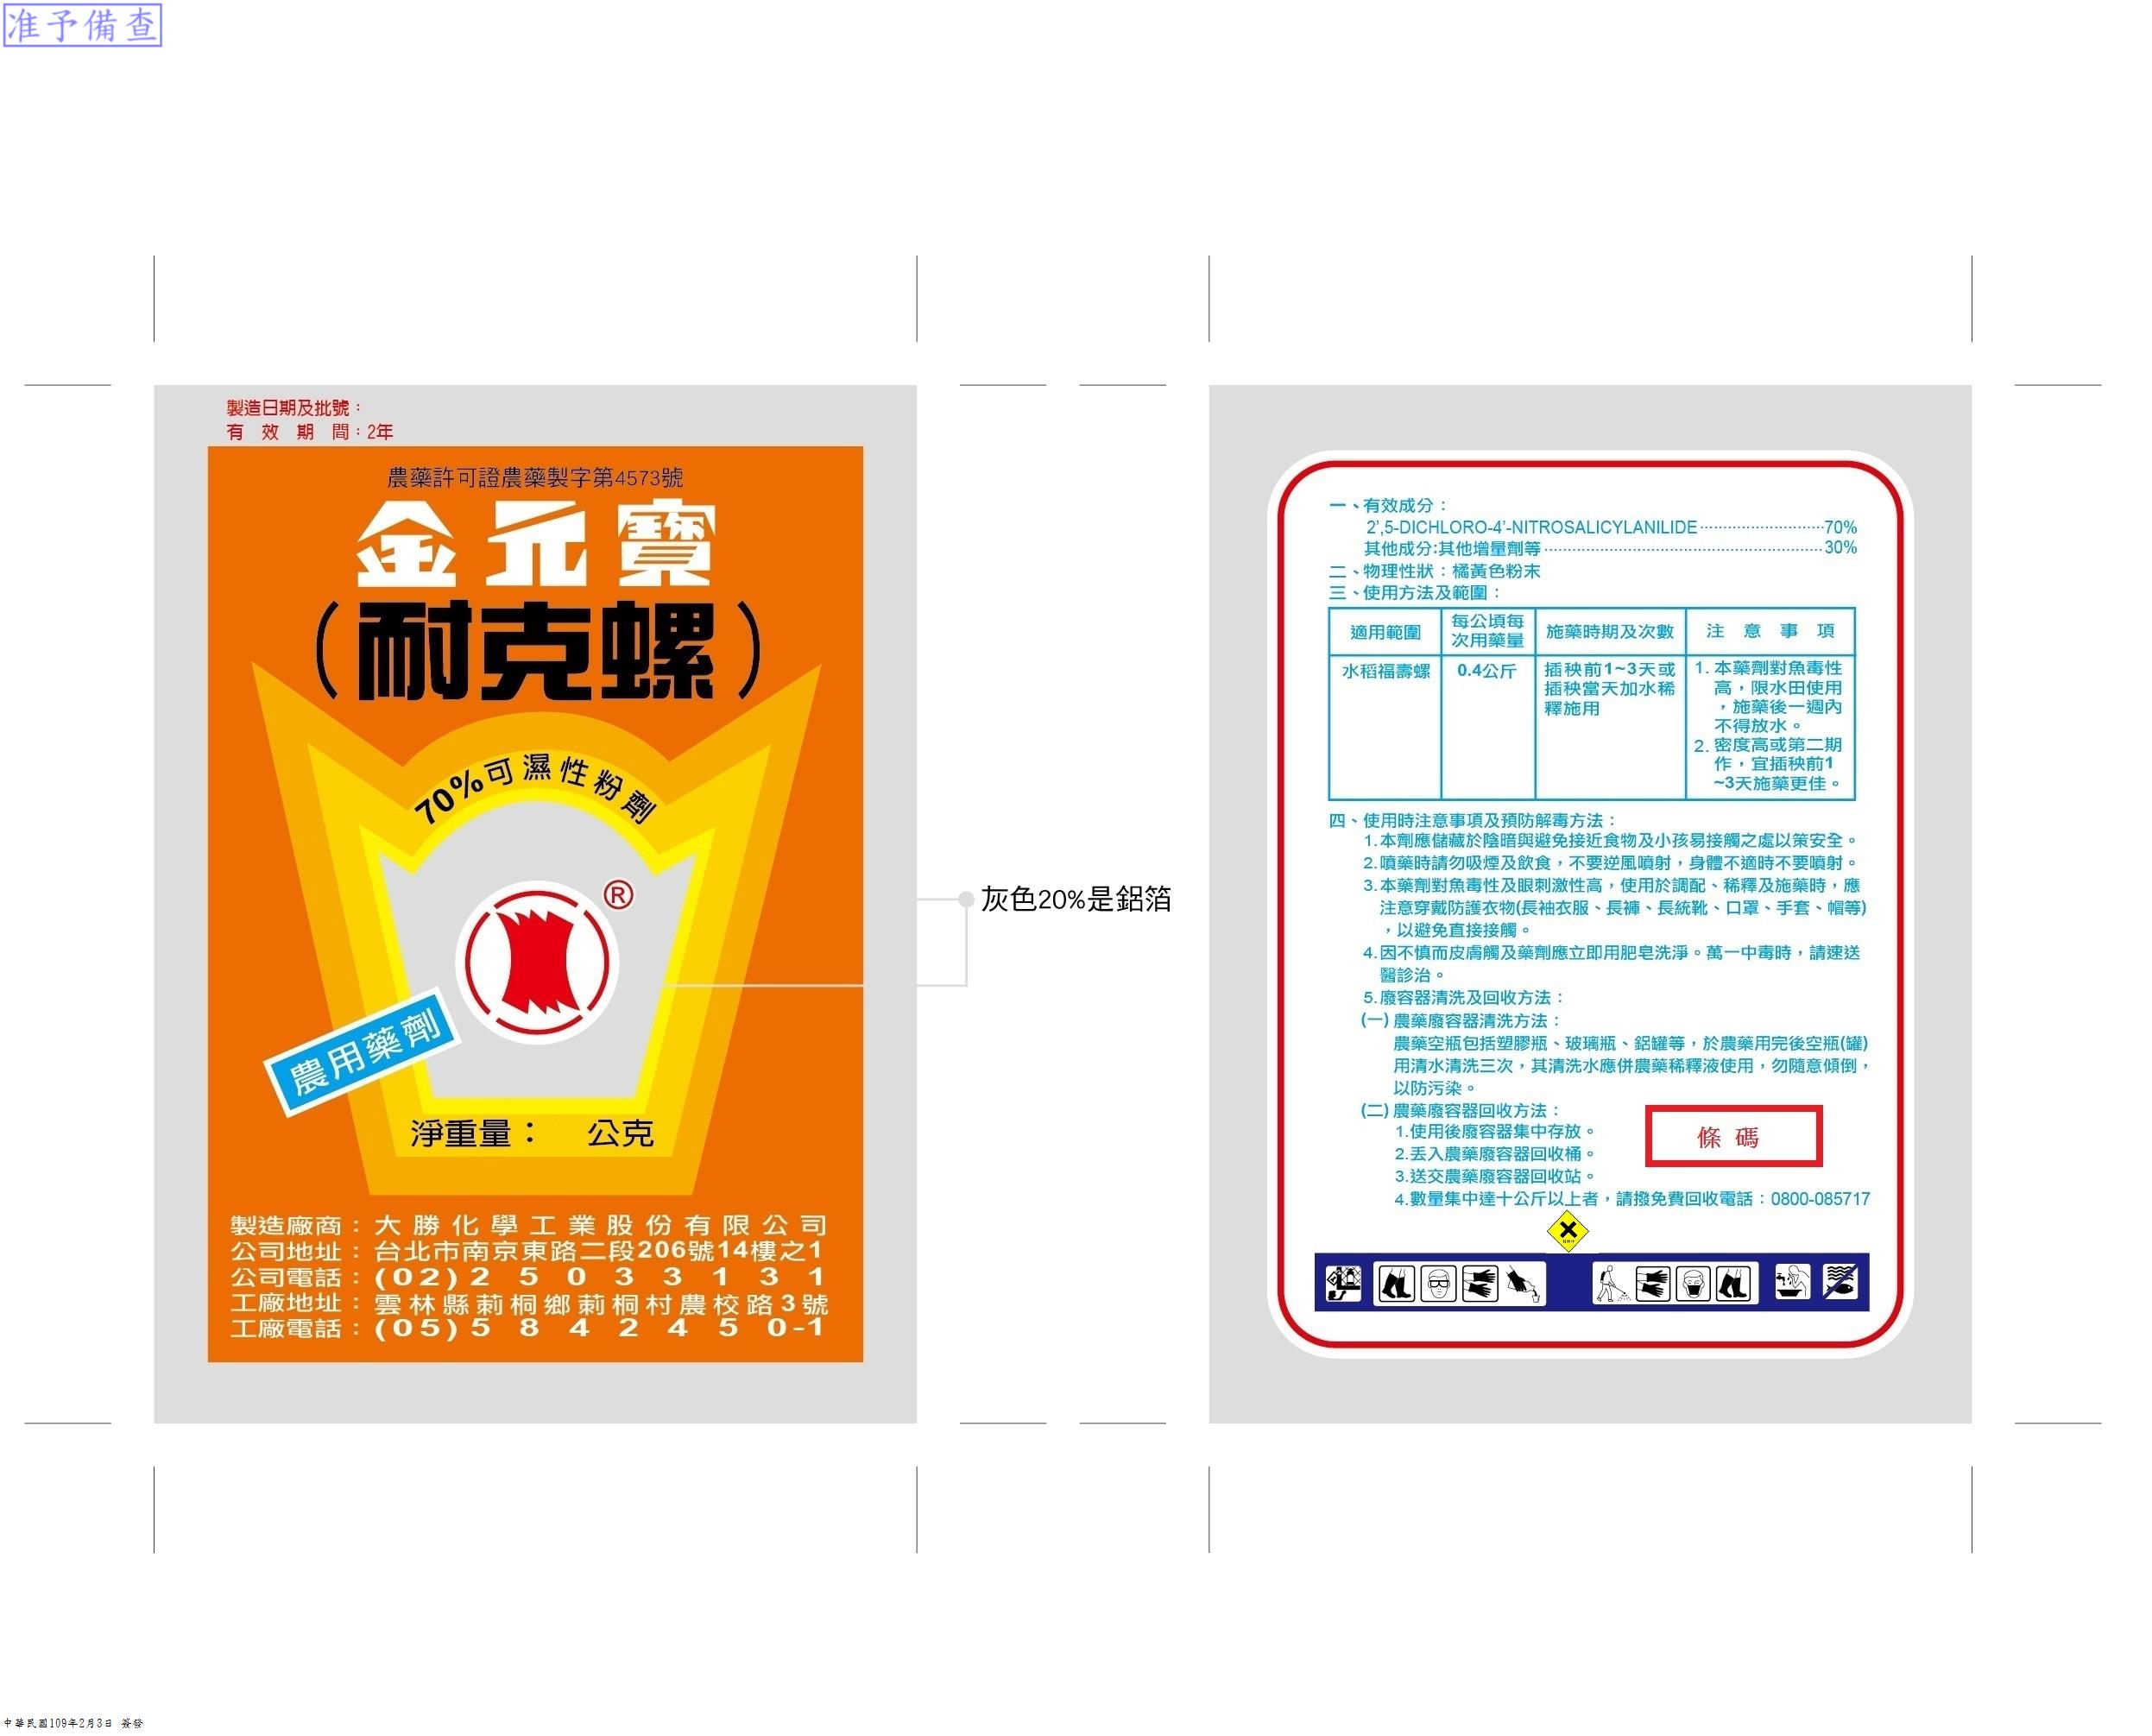 准予備查
製造日期及批號：
有效期間：2年
農藥許可證農藥製字第4573號
金元寶
（耐克螺）
70%可濕性粉劑
®
農用藥劑
淨重量：　公克
製造廠商：大勝化學工業股份有限公司
公司地址：台北市南京東路二段206號14樓之1
公司電話：(02)25033131
工廠地址：雲林縣莿桐鄉莿桐村農校路3號
工廠電話：(05)5842450-1
灰色20%是鋁箔
一、有效成分：
2',5-DICHLORO-4'-NITROSALICYLANILIDE························70%
其他成分:其他增量劑等······················································30%
二、物理性狀：橘黃色粉末
三、使用方法及範圍：
適用範圍
每公頃每
次用藥量
施藥時期及次數
注意事項
水稻福壽螺
0.4公斤
插秧前1~3天或
插秧當天加水稀
釋施用
1.本藥劑對魚毒性
高，限水田使用
，施藥後一週內
不得放水。
2.密度高或第二期
作，宜插秧前1
~3天施藥更佳。
四、使用時注意事項及預防解毒方法：
1.本劑應儲藏於陰暗與避免接近食物及小孩易接觸之處以策安全。
2.噴藥時請勿吸煙及飲食，不要逆風噴射，身體不適時不要噴射。
3.本藥劑對魚毒性及眼刺激性高，使用於調配、稀釋及施藥時，應
注意穿戴防護衣物(長袖衣服、長褲、長統靴、口罩、手套、帽等)
，以避免直接接觸。
4.因不慎而皮膚觸及藥劑應立即用肥皂洗淨。萬一中毒時，請速送
醫診治。
5.廢容器清洗及回收方法：
(一)農藥廢容器清洗方法：
農藥空瓶包括塑膠瓶、玻璃瓶、鋁罐等，於農藥用完後空瓶(罐)
用清水清洗三次，其清洗水應併農藥稀釋液使用，勿隨意傾倒，
以防污染。
(二)農藥廢容器回收方法：
1.使用後廢容器集中存放。
2.丟入農藥廢容器回收桶。
3.送交農藥廢容器回收站。
4.數量集中達十公斤以上者，請撥免費回收電話：0800-085717
條碼
中華民國109年2月3日 簽發